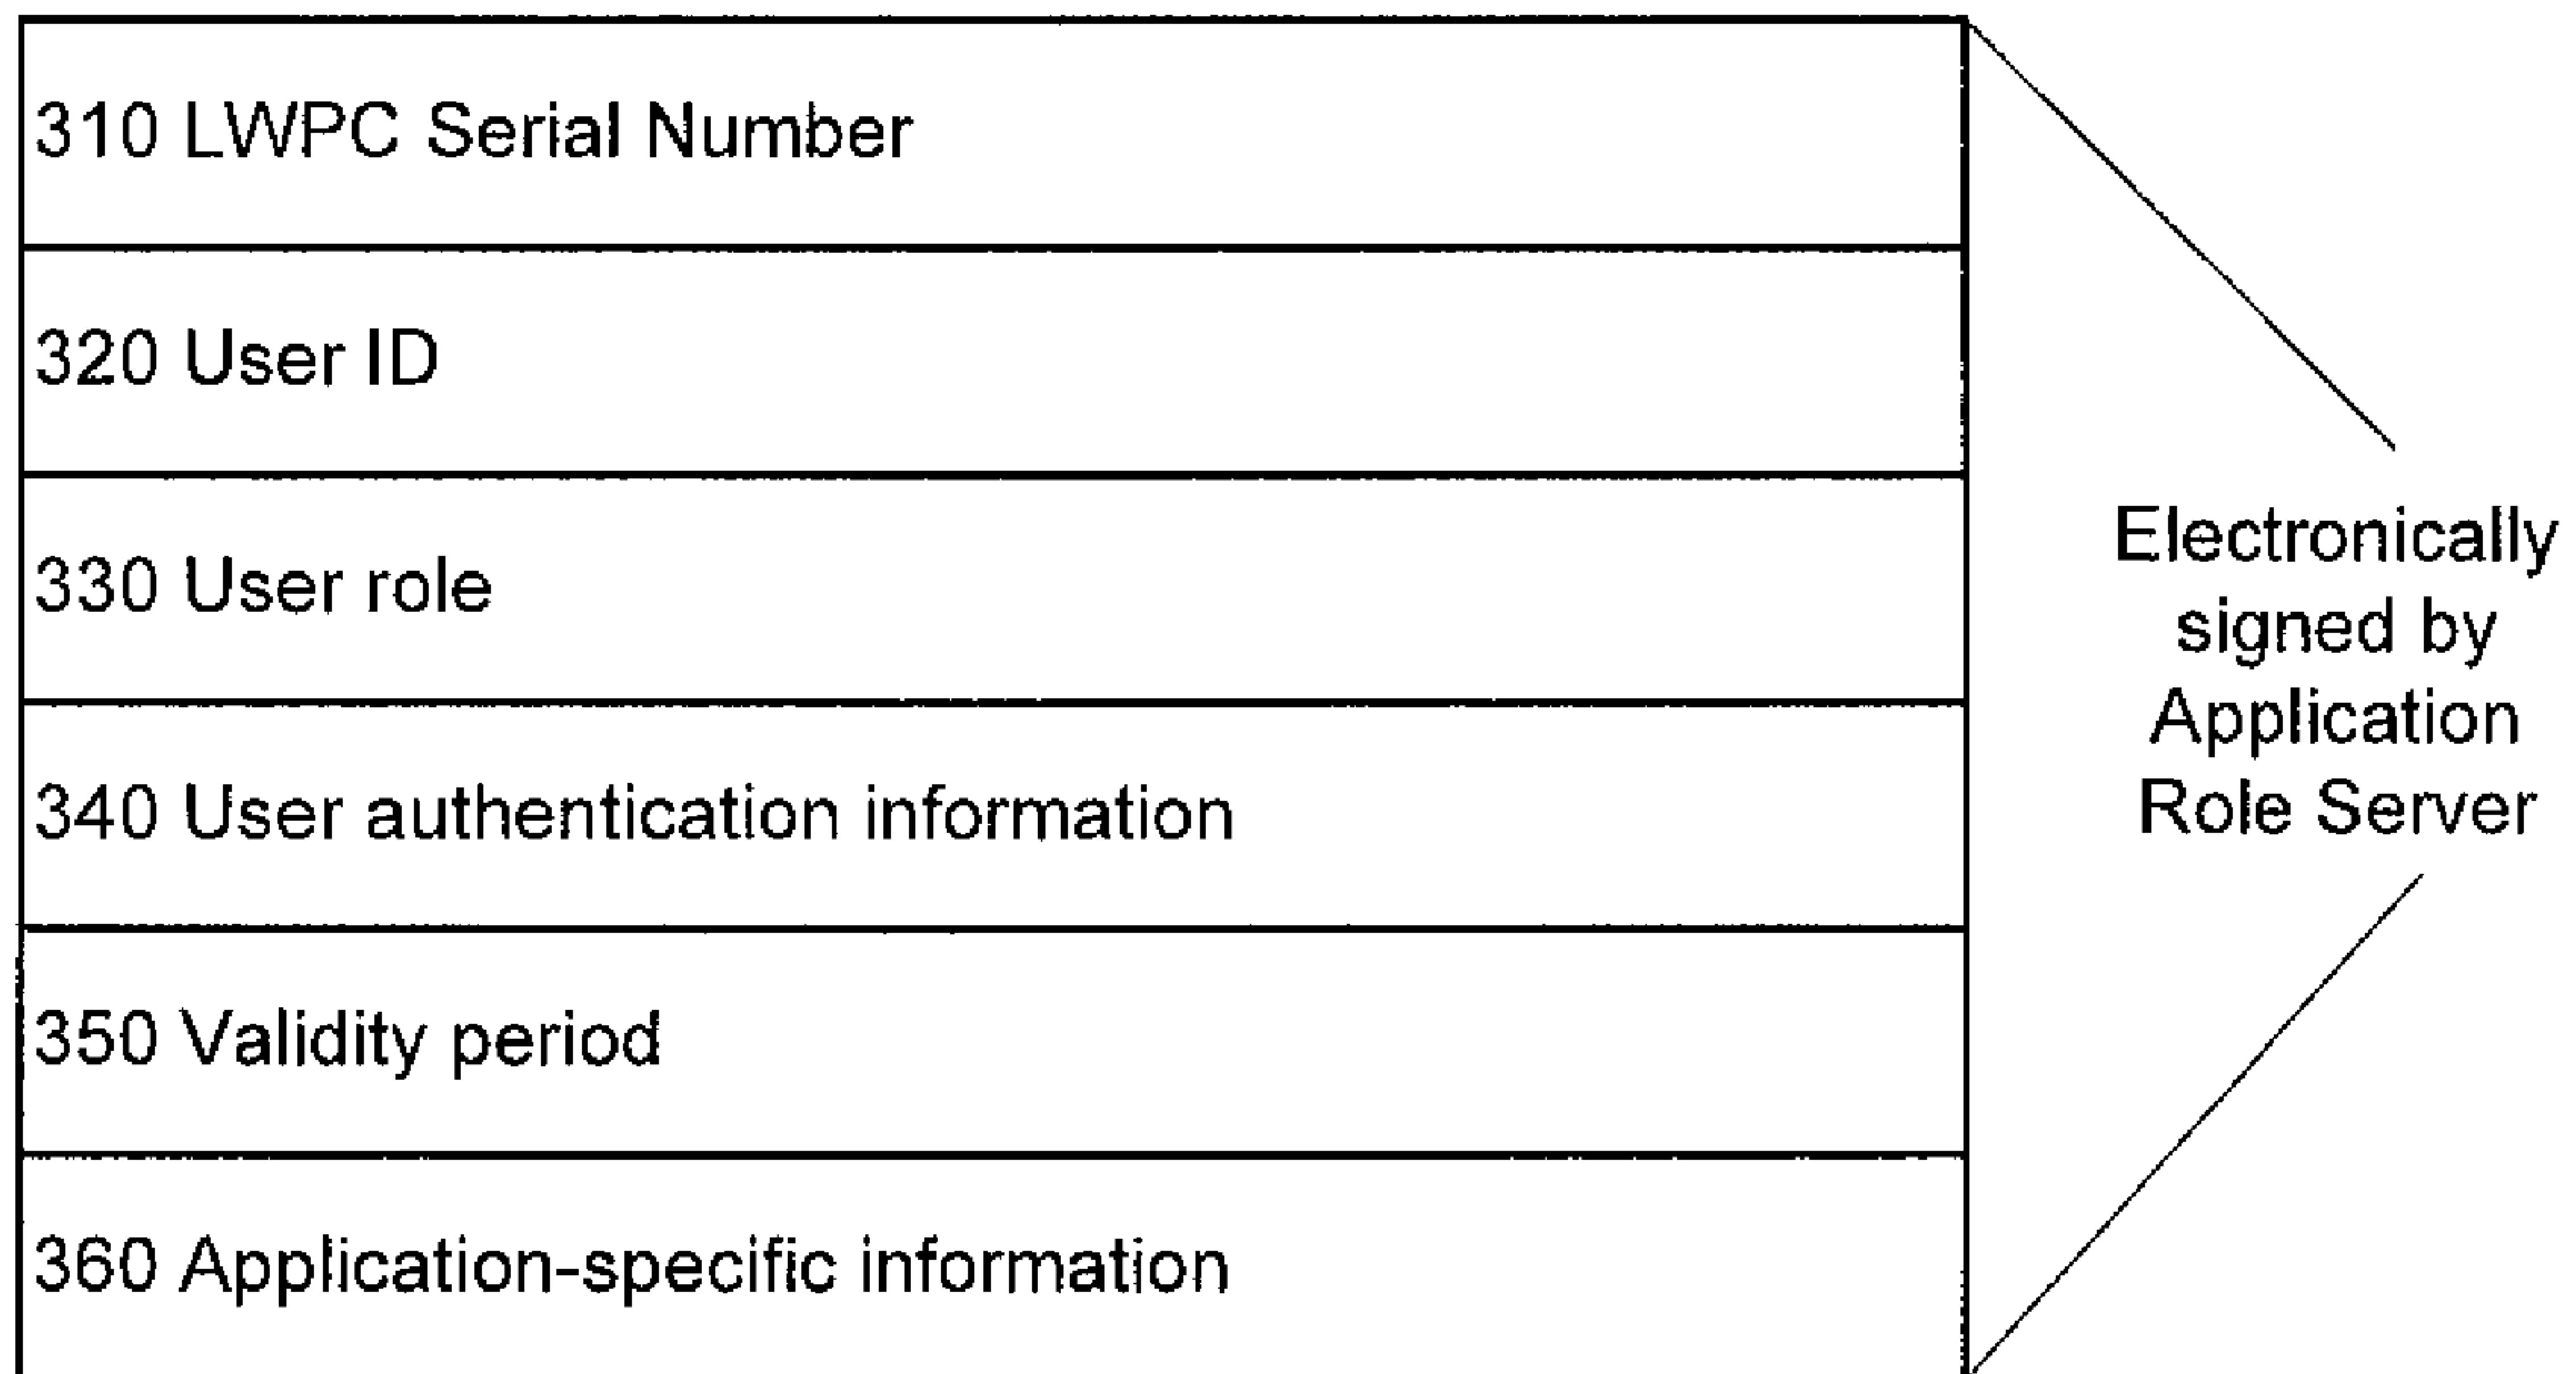 310 LWPC Serial Number
320 User ID
330 User role
340 User authentication information
350 Validity period
360 Application-specific information
Electronically
signed by
Application
Role Server